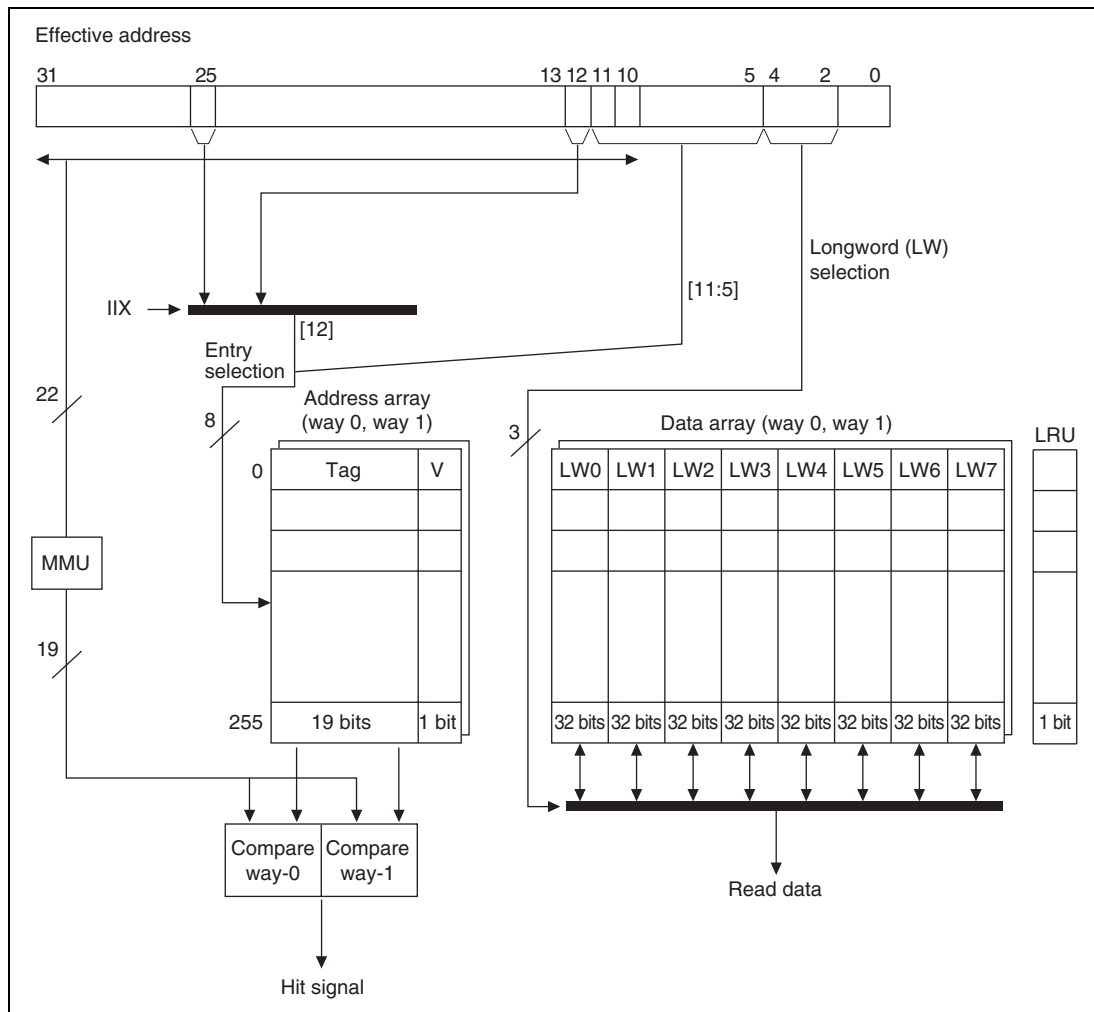 Effective address
31 25 13 12 11 10 5 4 2 0
Longword (LW)
selection
[11:5]
IIX
[12]
Entry
selection
22
8
Address array
(way 0, way 1)
3
Data array (way 0, way 1)
LRU
0 Tag V
LW0 LW1 LW2 LW3 LW4 LW5 LW6 LW7
MMU
19
255 19 bits 1 bit
32 bits 32 bits 32 bits 32 bits 32 bits 32 bits 32 bits 32 bits
1 bit
Compare
way-0
Compare
way-1
Read data
Hit signal